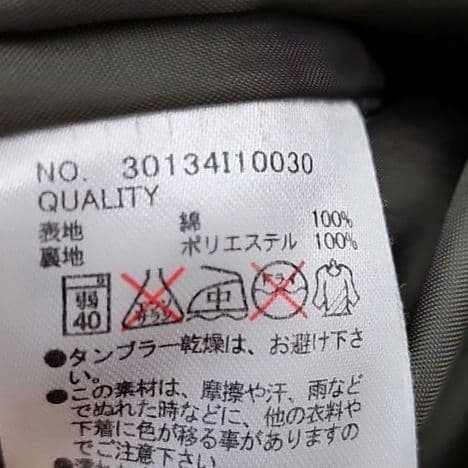 NO. 30134I10030
QUALITY
表地 綿 100%
裏地 ポリエステル 100%
弱 40 エンソサラシ 中 ドライ
●タンブラー乾燥は、お避け下さ
い。
●この素材は、摩擦や汗、雨など
でぬれた時などに、他の衣料や
下着に色が移る事がありますの
でご注意下さい。